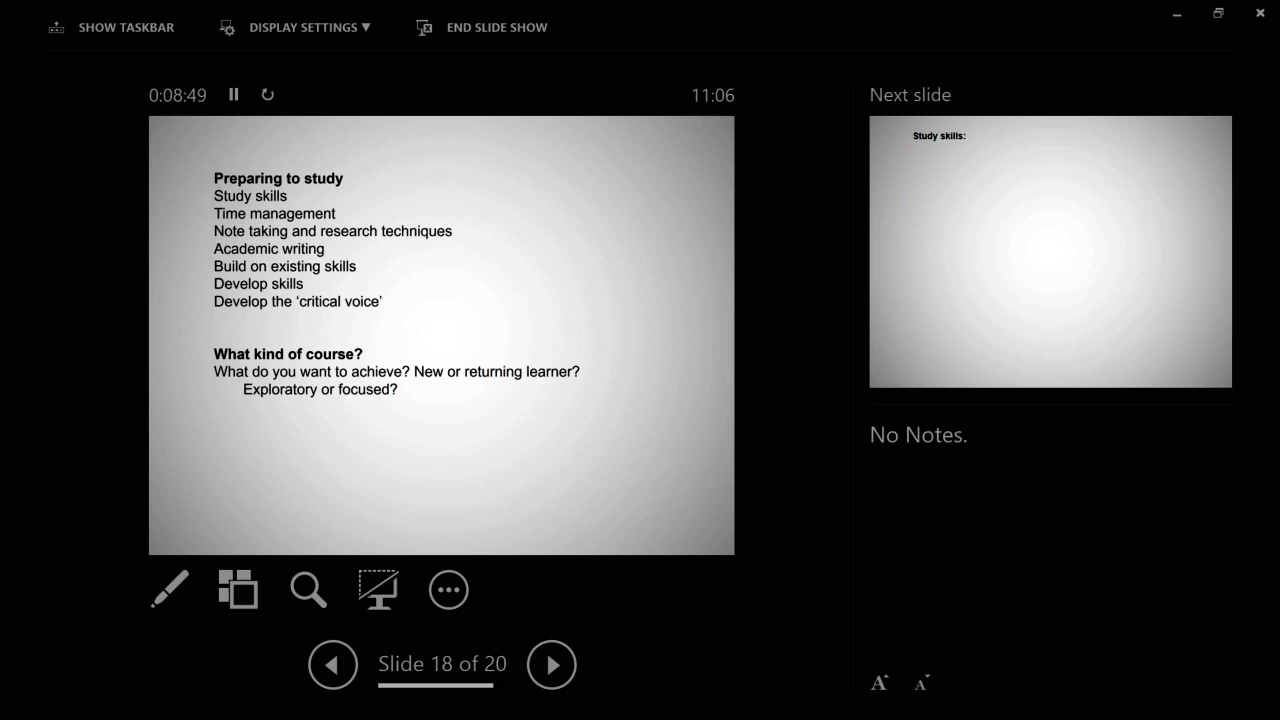 SHOW TASKBAR
DISPLAY SETTINGS ▼
END SLIDE SHOW
0:08:49
11:06
Preparing to study
Study skills
Time management
Note taking and research techniques
Academic writing
Build on existing skills
Develop skills
Develop the ‘critical voice’
What kind of course?
What do you want to achieve? New or returning learner?
Exploratory or focused?
Slide 18 of 20
Next slide
Study skills:
No Notes.
A A